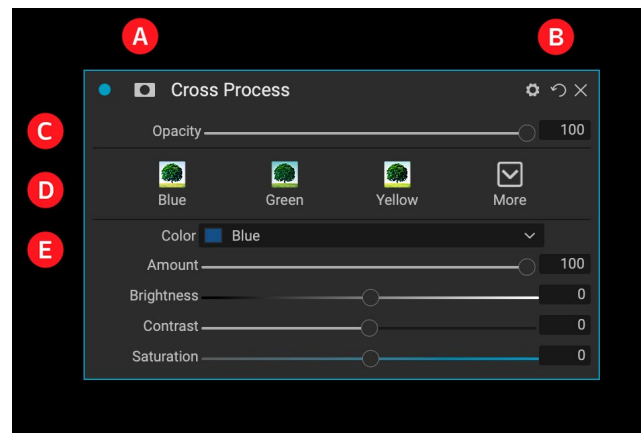 A
B
Cross Process
C
Opacity 100
D
Blue Green Yellow More
E
Color Blue
Amount 100
Brightness 0
Contrast 0
Saturation 0